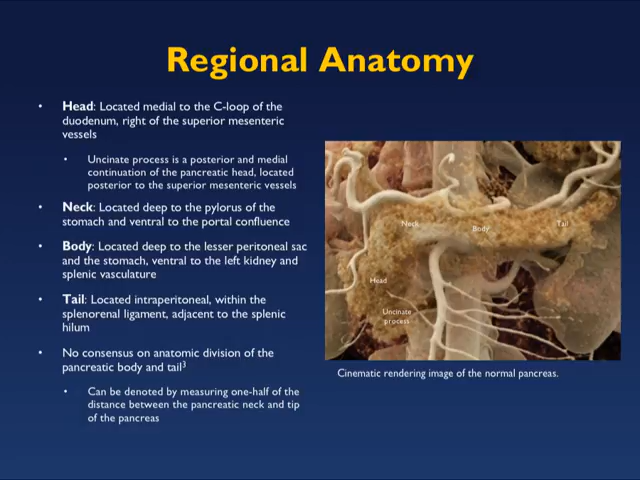 Regional Anatomy
• Head: Located medial to the C-loop of the
duodenum, right of the superior mesenteric
vessels
• Uncinate process is a posterior and medial
continuation of the pancreatic head, located
posterior to the superior mesenteric vessels
• Neck: Located deep to the pylorus of the
stomach and ventral to the portal confluence
• Body: Located deep to the lesser peritoneal sac
and the stomach, ventral to the left kidney and
splenic vasculature
• Tail: Located intraperitoneal, within the
splenorenal ligament, adjacent to the splenic
hilum
• No consensus on anatomic division of the
pancreatic body and tail³
• Can be denoted by measuring one-half of the
distance between the pancreatic neck and tip
of the pancreas
Neck
Body
Tail
Head
Uncinate
process
Cinematic rendering image of the normal pancreas.